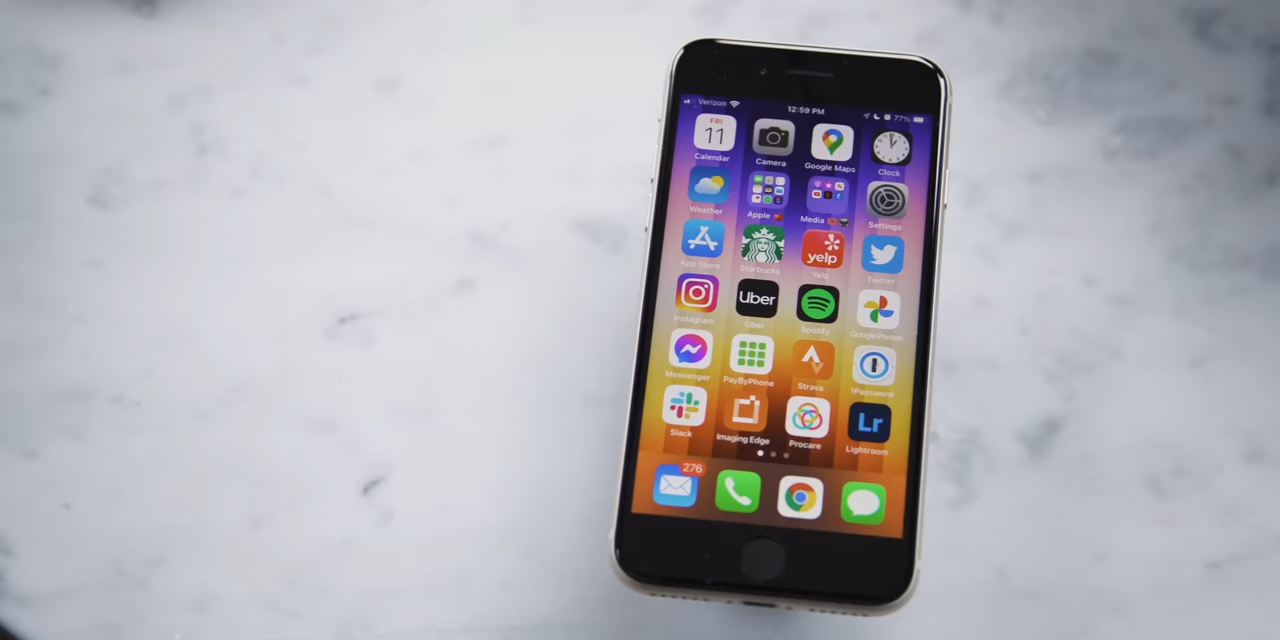 Verizon 12:59 PM 77%
FRI
11
Calendar Camera Google Maps Clock
Weather Apple Media Settings
yelp
App Store Starbucks Yelp Twitter
Uber
Instagram Uber Spotify Google Photos
Messenger PayByPhone Strava 1Password
Lr
Slack Imaging Edge Procare Lightroom
276